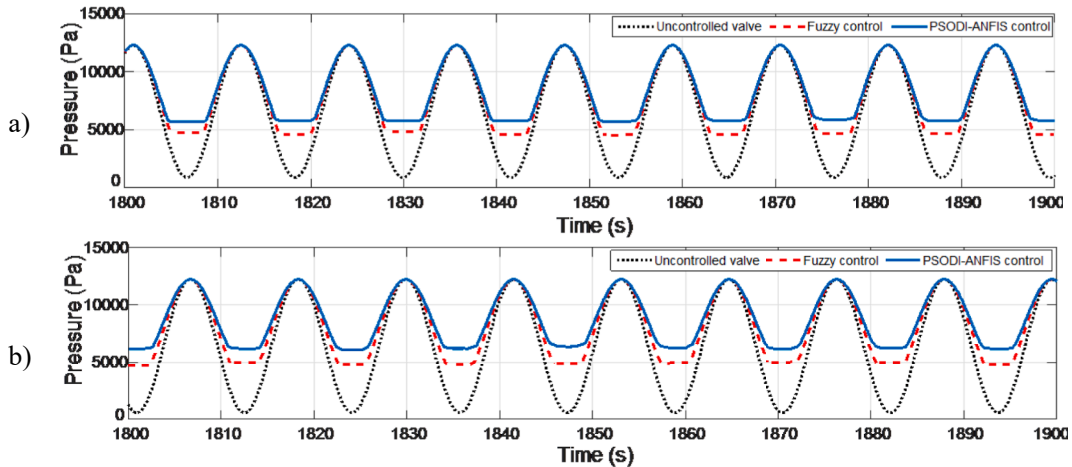 15000
Uncontrolled valve
Fuzzy control
PSODI-ANFIS control
a)
Pressure (Pa)
10000
5000
0
1800 1810 1820 1830 1840 1850 1860 1870 1880 1890 1900
Time (s)
15000
Uncontrolled valve
Fuzzy control
PSODI-ANFIS control
b)
Pressure (Pa)
10000
5000
0
1800 1810 1820 1830 1840 1850 1860 1870 1880 1890 1900
Time (s)